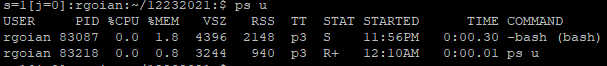 s=1[j=0]:rgoian:~/12232021:$ ps u
USER     PID %CPU %MEM  VSZ  RSS  TT  STAT STARTED       TIME COMMAND
rgoian 83087  0.0  1.8 4396 2148  p3  S    11:56PM    0:00.30 -bash (bash)
rgoian 83218  0.0  0.8 3244  940  p3  R+   12:10AM    0:00.01 ps u